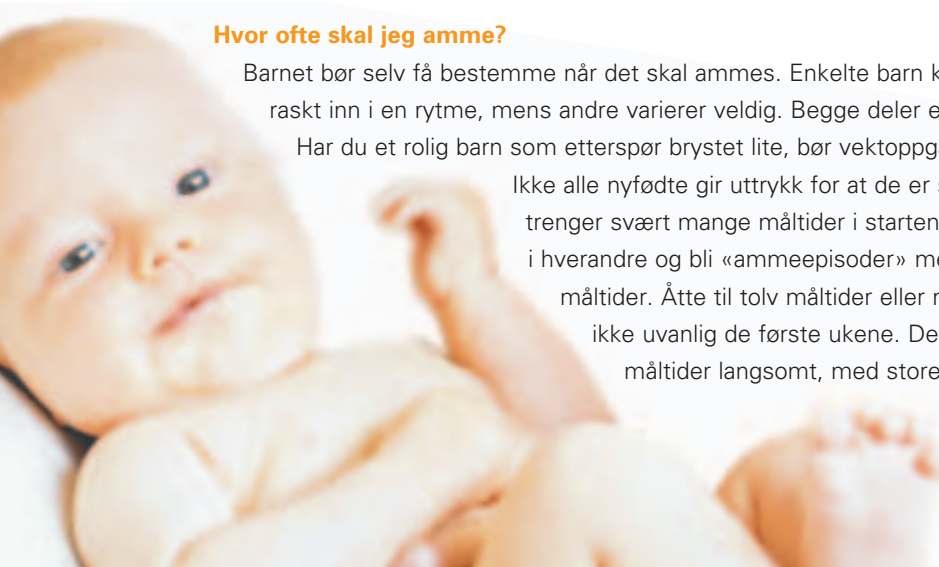 Hvor ofte skal jeg amme?
Barnet bør selv få bestemme når det skal ammes. Enkelte barn k
raskt inn i en rytme, mens andre varierer veldig. Begge deler e
Har du et rolig barn som etterspør brystet lite, bør vektoppg
Ikke alle nyfødte gir uttrykk for at de er
trenger svært mange måltider i starten
i hverandre og bli «ammeepisoder» me
måltider. Åtte til tolv måltider eller
ikke uvanlig de første ukene. De
måltider langsomt, med store